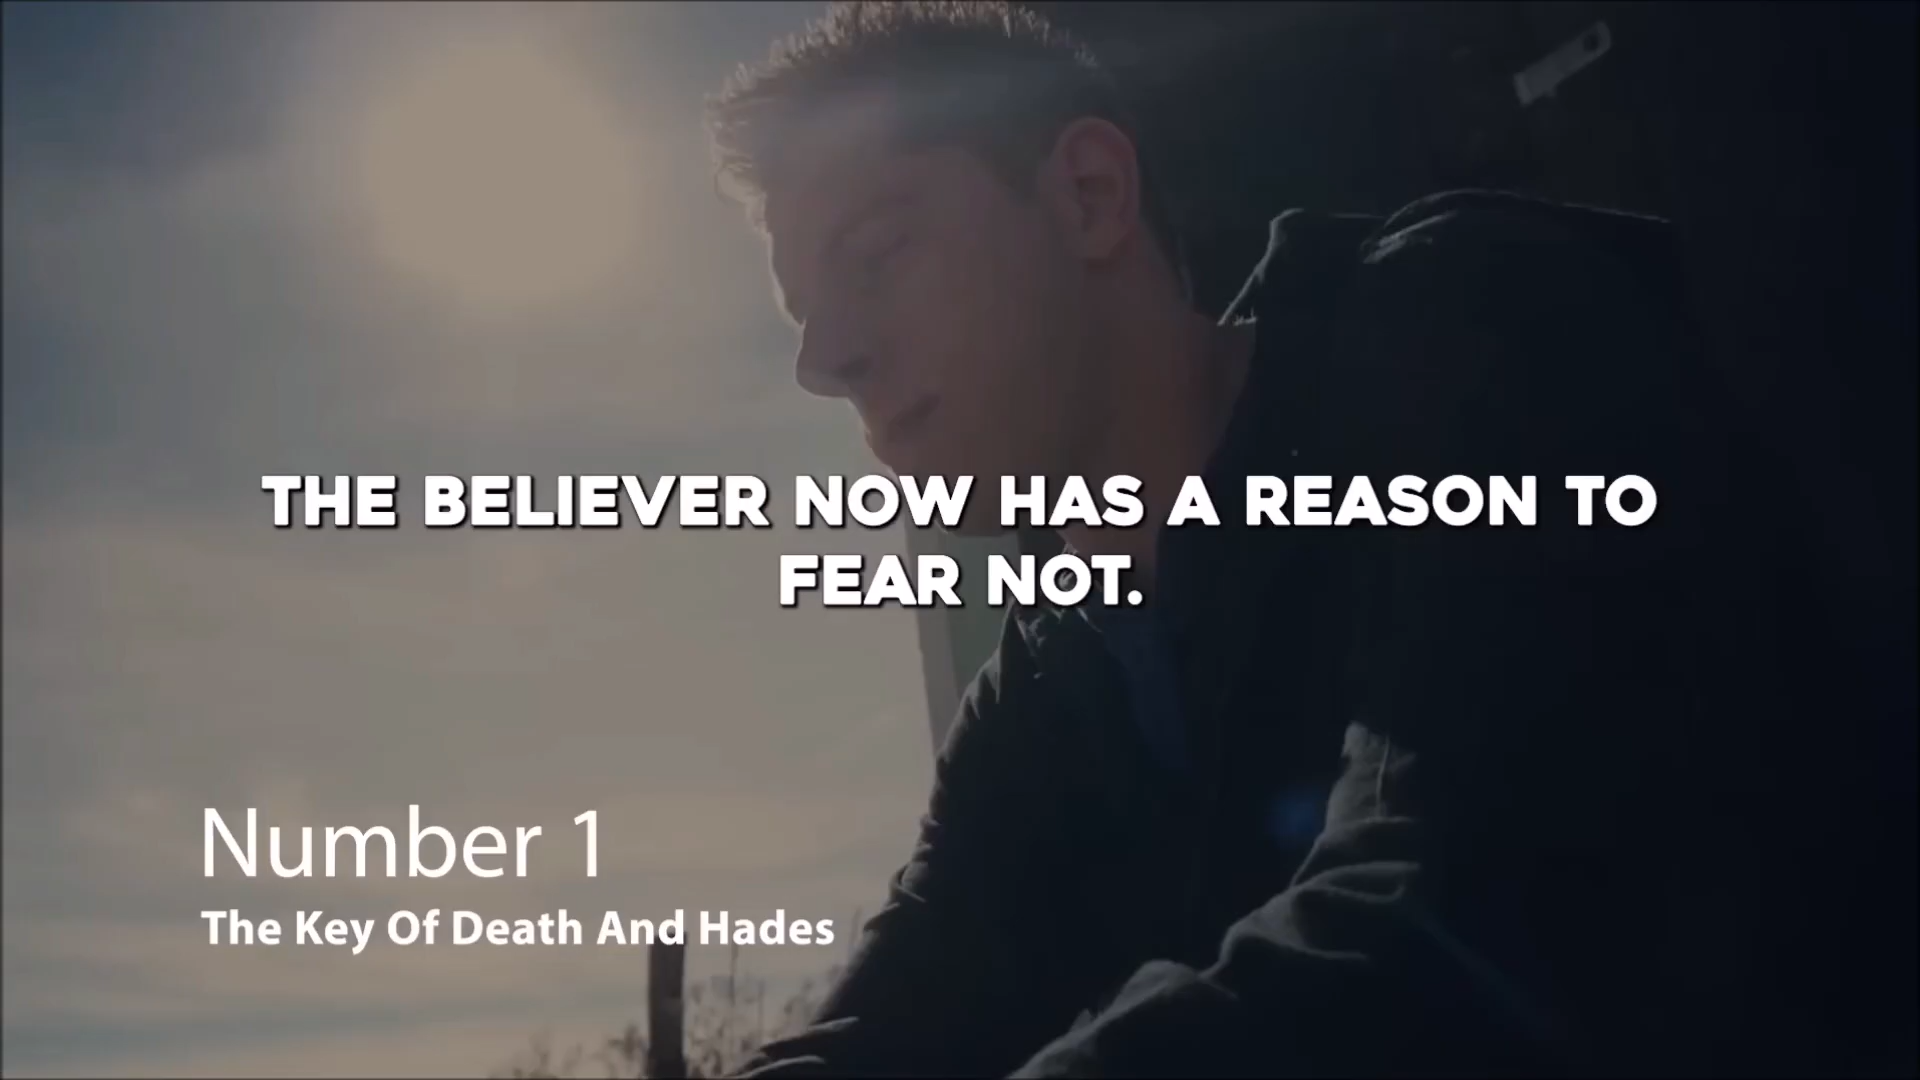 THE BELIEVER NOW HAS A REASON TO
FEAR NOT.
Number 1
The Key Of Death And Hades